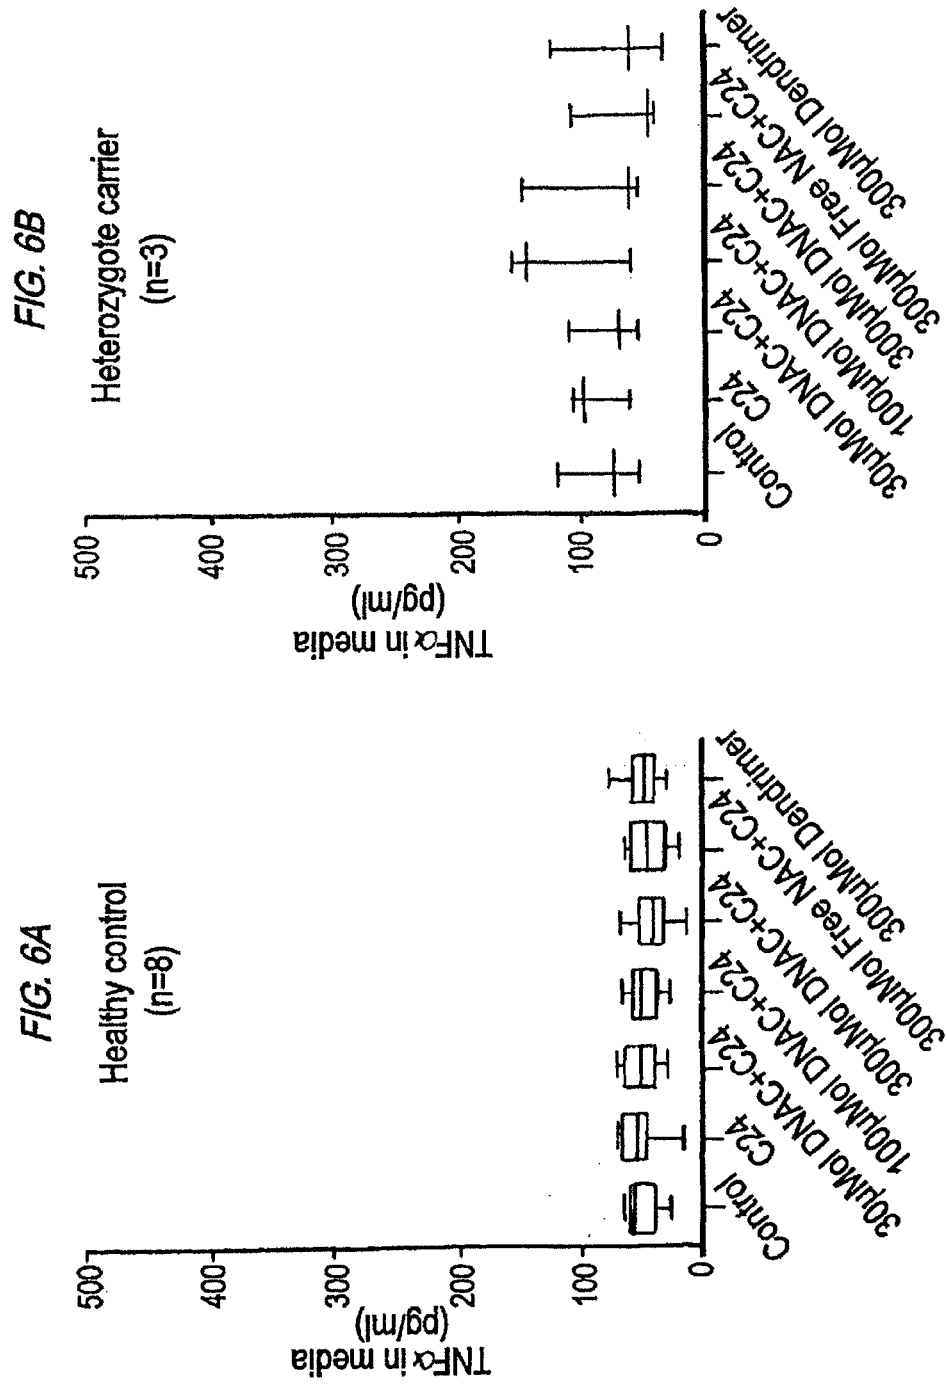 FIG. 6A
Healthy control
(n=8)
TNFα in media
(pg/ml)
500
400
300
200
100
0
Control
C24
30µMol DNAC+C24
100µMol DNAC+C24
300µMol DNAC+C24
300µMol Free NAC+C24
300µMol Dendrimer
FIG. 6B
Heterozygote carrier
(n=3)
TNFα in media
(pg/ml)
500
400
300
200
100
0
Control
C24
30µMol DNAC+C24
100µMol DNAC+C24
300µMol DNAC+C24
300µMol Free NAC+C24
300µMol Dendrimer